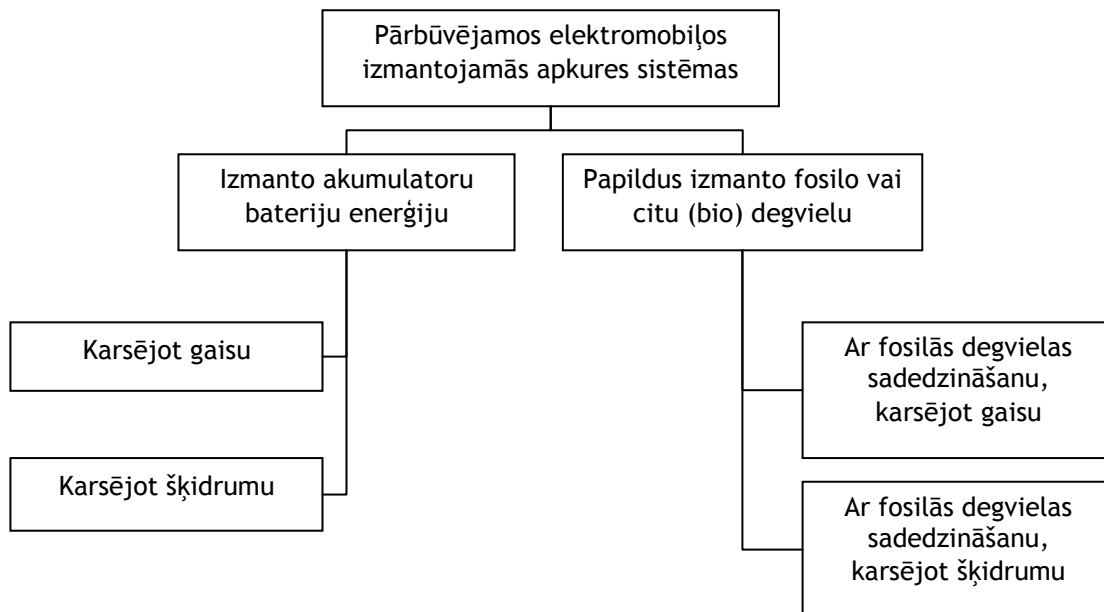 Pārbūvējamos elektromobiļos
izmantojamās apkures sistēmas
Izmanto akumulatoru
bateriju enerģiju
Papildus izmanto fosilo vai
citu (bio) degvielu
Karsējot gaisu
Karsējot šķidrumu
Ar fosilās degvielas
sadedzināšanu,
karsējot gaisu
Ar fosilās degvielas
sadedzināšanu,
karsējot šķidrumu